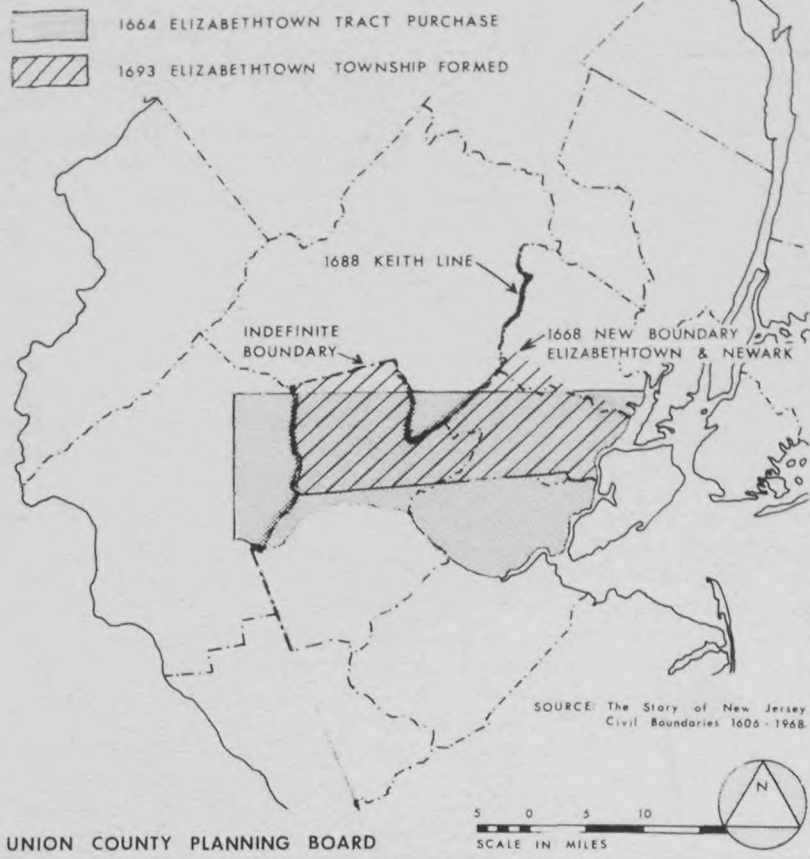 1664 ELIZABETHTOWN TRACT PURCHASE
1693 ELIZABETHTOWN TOWNSHIP FORMED
1688 KEITH LINE
INDEFINITE
BOUNDARY
1668 NEW BOUNDARY
ELIZABETHTOWN & NEWARK
SOURCE: The Story of New Jersey
Civil Boundaries 1606-1968
N
5 0 5 10
SCALE IN MILES
UNION COUNTY PLANNING BOARD